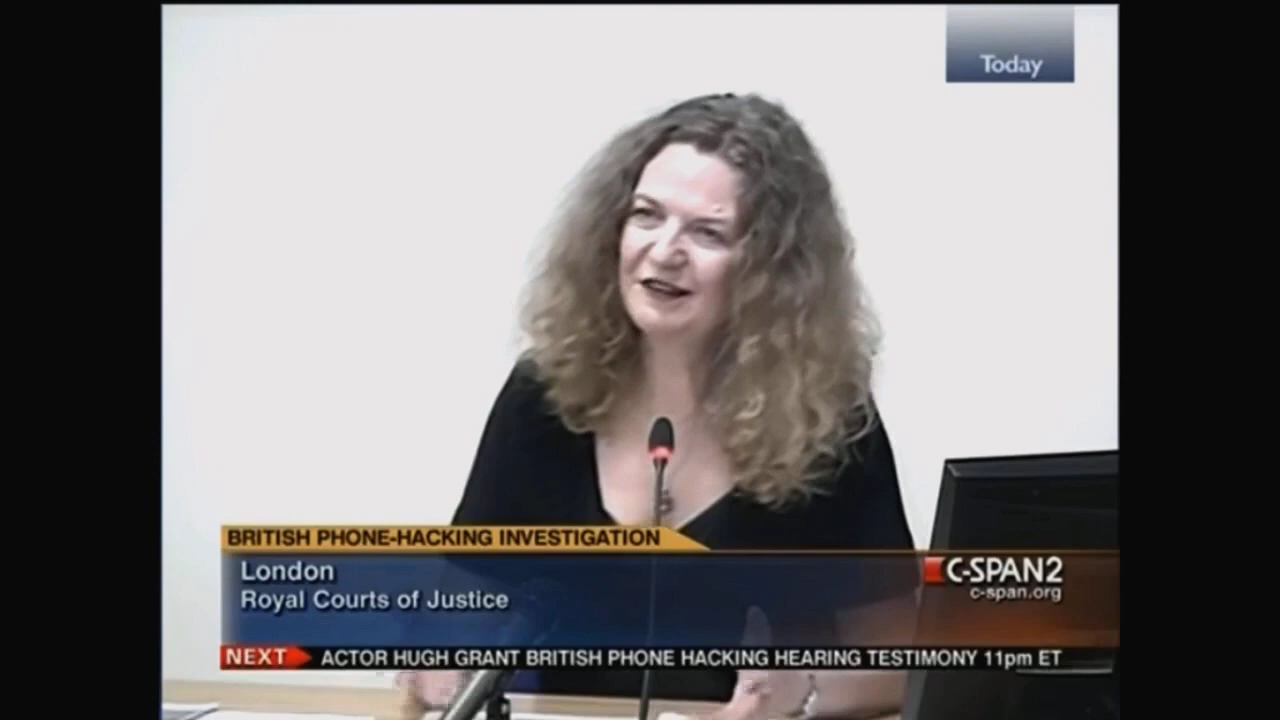 Today
BRITISH PHONE-HACKING INVESTIGATION
London
Royal Courts of Justice
C-SPAN2
c-span.org
NEXT ACTOR HUGH GRANT BRITISH PHONE HACKING HEARING TESTIMONY 11pm ET